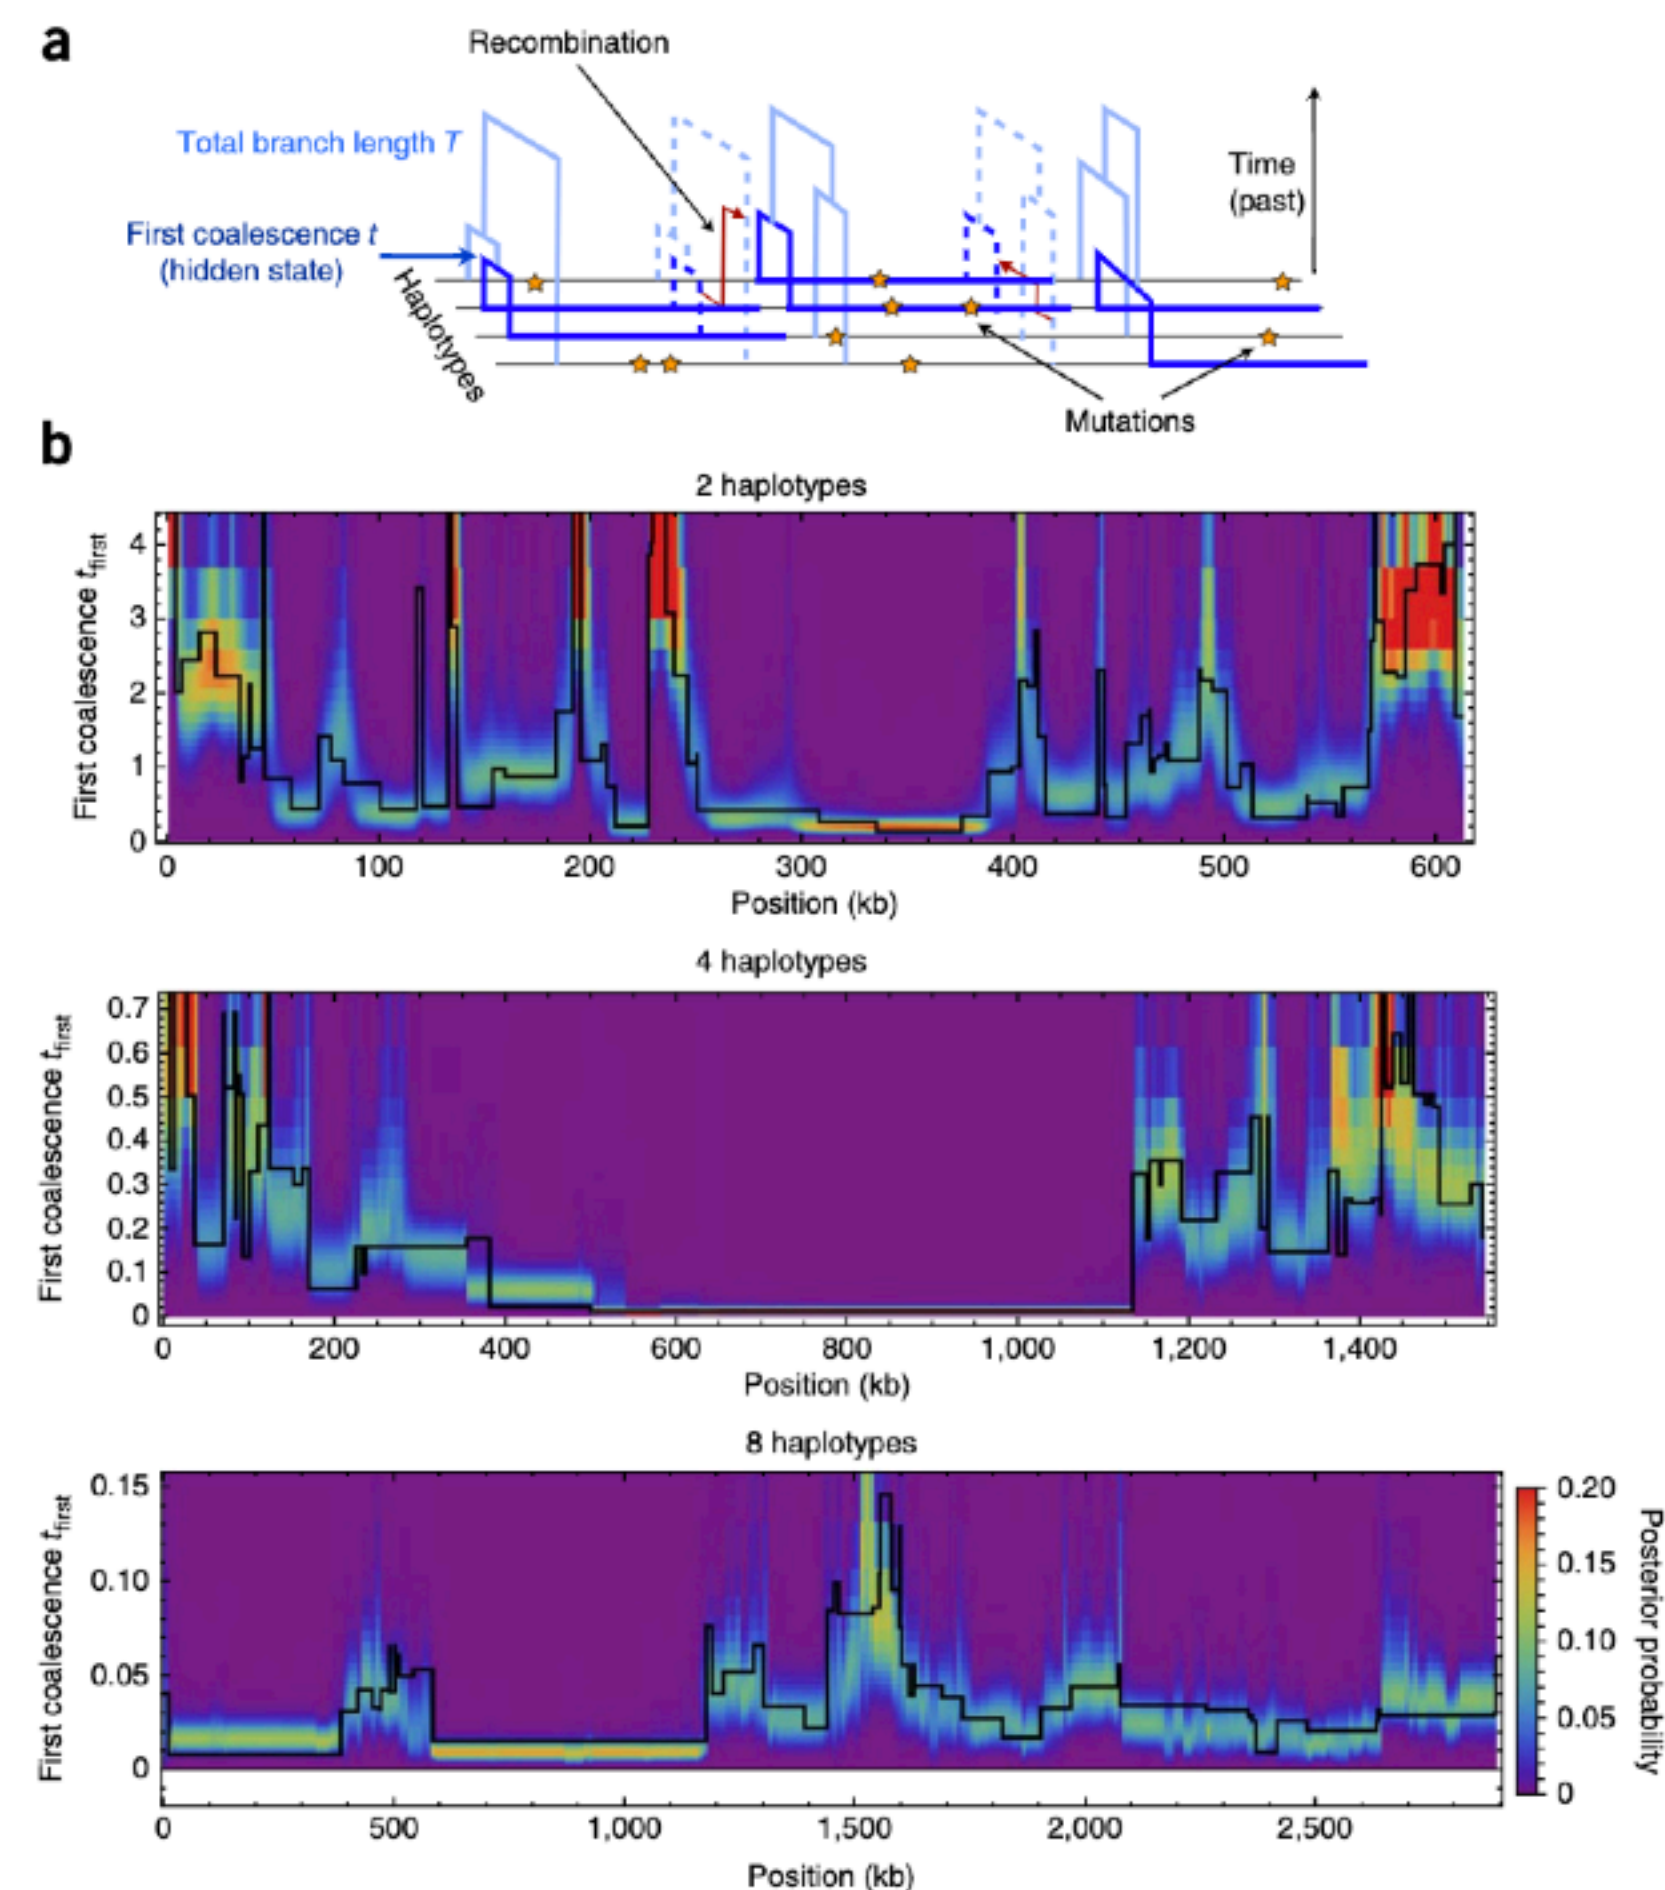 a
Recombination
Total branch length T
Time
(past)
First coalescence t
(hidden state)
Haplotypes
Mutations
b
2 haplotypes
First coalescence tfirst
4
3
2
1
0
0 100 200 300 400 500 600
Position (kb)
4 haplotypes
First coalescence tfirst
0.7
0.6
0.5
0.4
0.3
0.2
0.1
0
0 200 400 600 800 1,000 1,200 1,400
Position (kb)
8 haplotypes
First coalescence tfirst
0.15
0.10
0.05
0
0 500 1,000 1,500 2,000 2,500
Position (kb)
0.20
0.15
0.10
0.05
0
Posterior probability